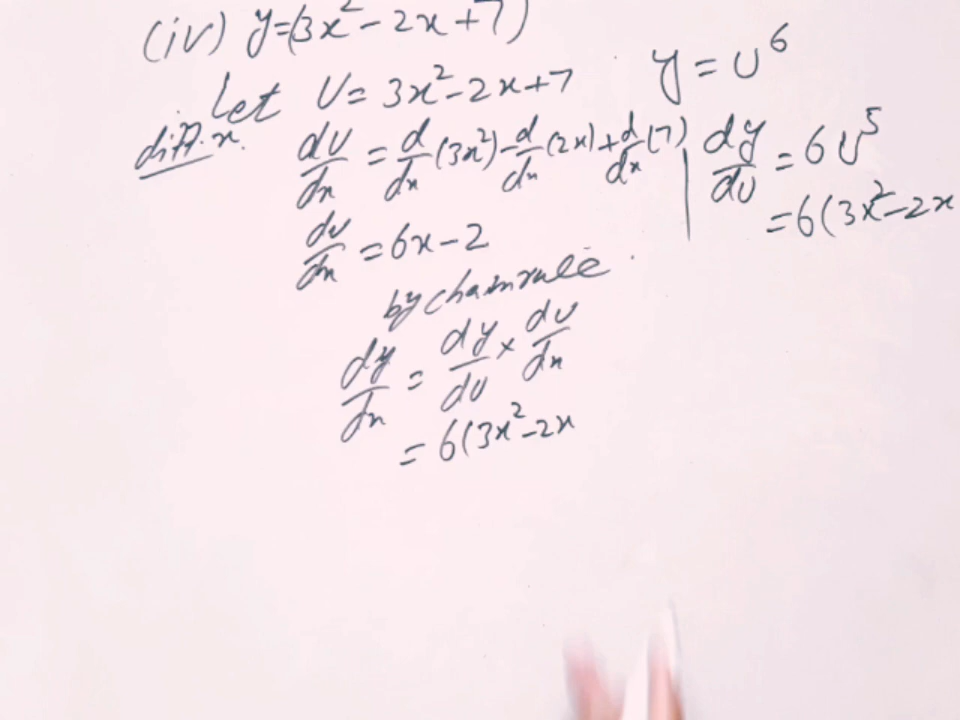 (iv) y=(3x²-2x+7)
Let U= 3x²-2x+7 y=U⁶
diff. x. dU/dx = d/dx (3x²)-d/dx (2x)+d/dx (7) | dy/dU = 6U⁵
=6(3x²-2x
dU/dx =6x-2
by chain rule
dy/dx = dy/dU × dU/dx
= 6(3x²-2x